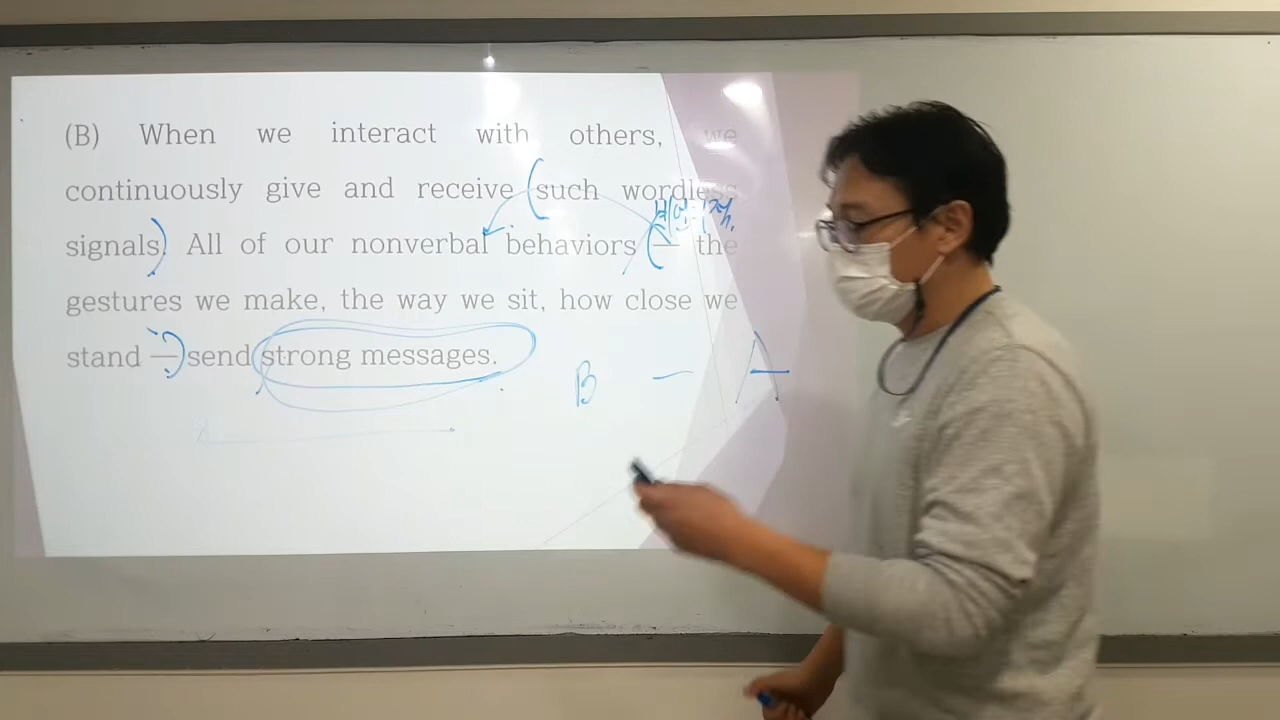 (B) When we interact with others, we
continuously give and receive such wordless
signals. All of our nonverbal behaviors — the
gestures we make, the way we sit, how close we
stand — send strong messages.
B — A